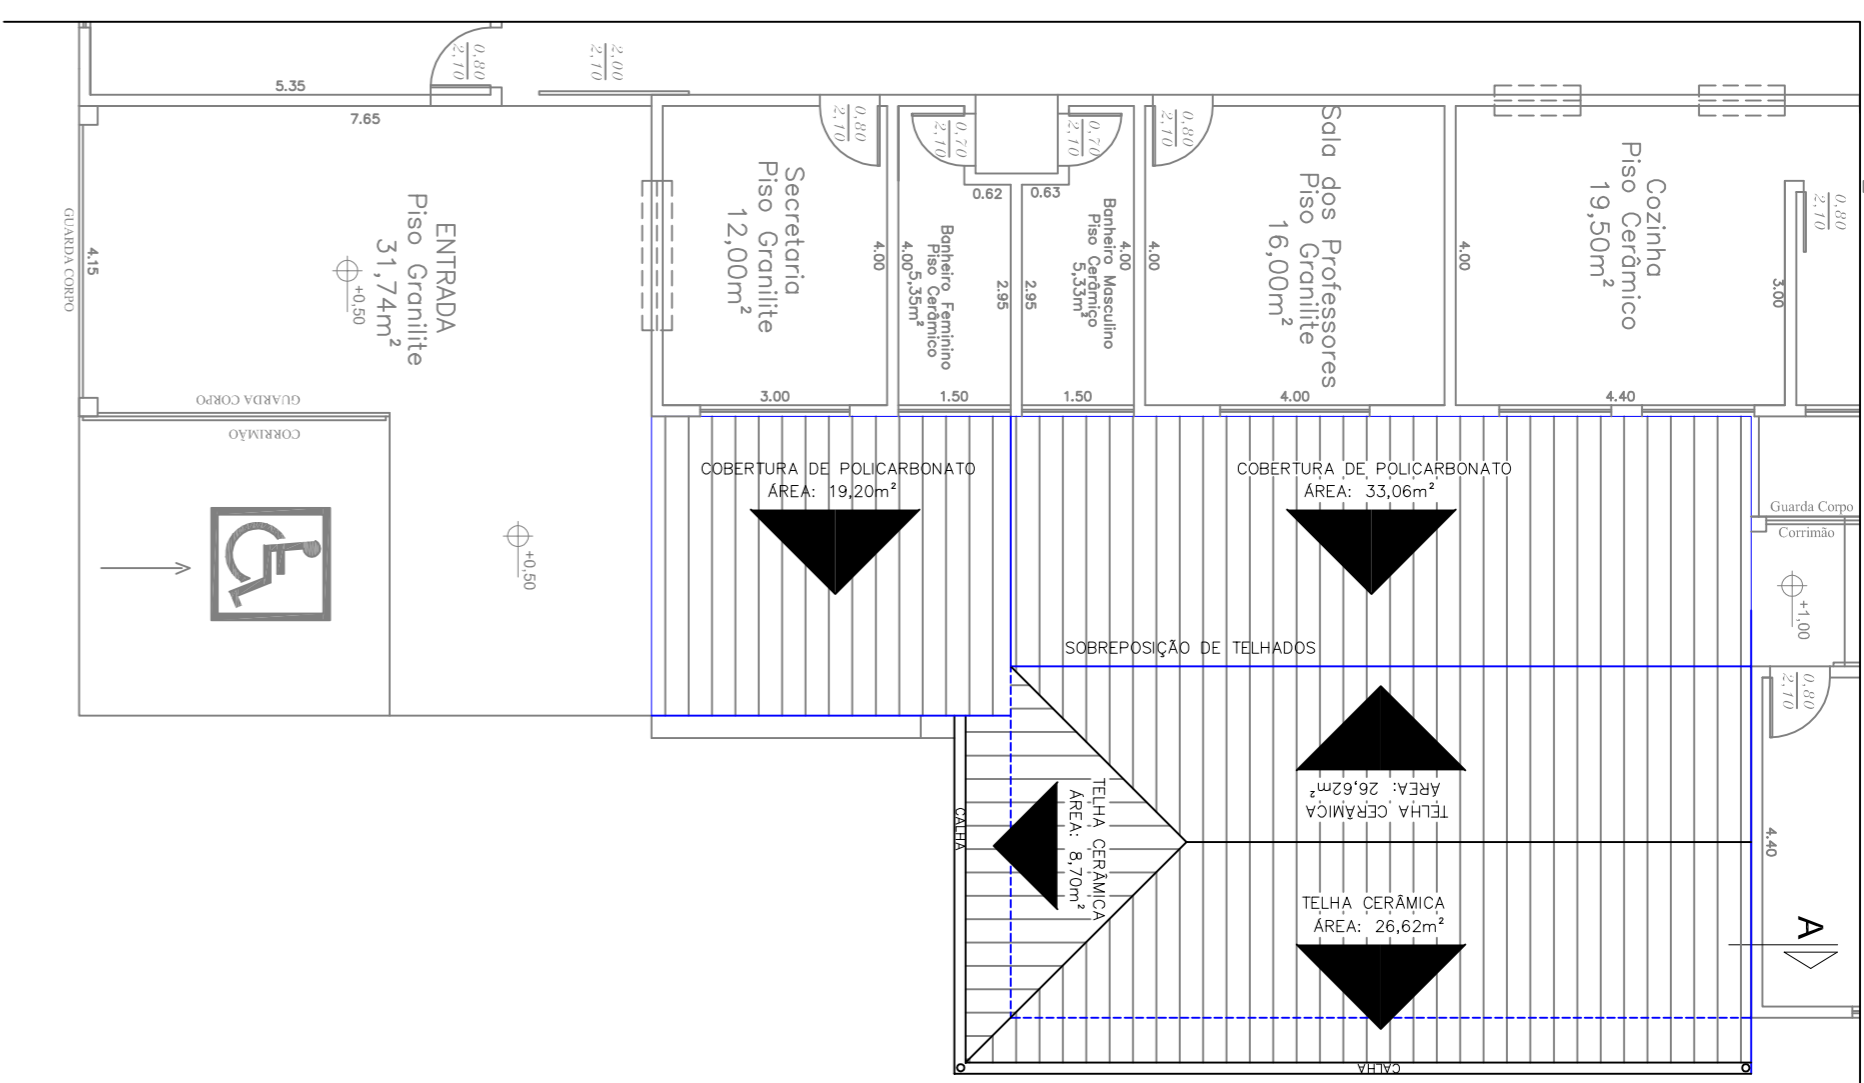 0,80
2,10
2,00
2,10
5.35
7.65
ENTRADA
Piso Granilite
31,74m²
+0,50
4.15
GUARDA CORPO
GUARDA CORPO
CORRIMÃO
+0,50
0,80
2,10
Secretaria
Piso Granilite
12,00m²
4.00
3.00
0,70
2,10
0.62
Banheiro Feminino
Piso Cerâmico
5,35m²
4.00
2.95
1.50
0,70
2,10
0.63
Banheiro Masculino
Piso Cerâmico
5,33m²
4.00
2.95
1.50
0,80
2,10
Sala dos Professores
Piso Granilite
16,00m²
4.00
4.00
Cozinha
Piso Cerâmico
19,50m²
4.00
3.00
4.40
0,80
2,10
COBERTURA DE POLICARBONATO
ÁREA: 19,20m²
COBERTURA DE POLICARBONATO
ÁREA: 33,06m²
Guarda Corpo
Corrimão
+1,00
SOBREPOSIÇÃO DE TELHADOS
0,80
2,10
TELHA CERÂMICA
ÁREA: 26,62m²
TELHA CERÂMICA
ÁREA: 8,70m²
CALHA
4.40
TELHA CERÂMICA
ÁREA: 26,62m²
A
CALHA